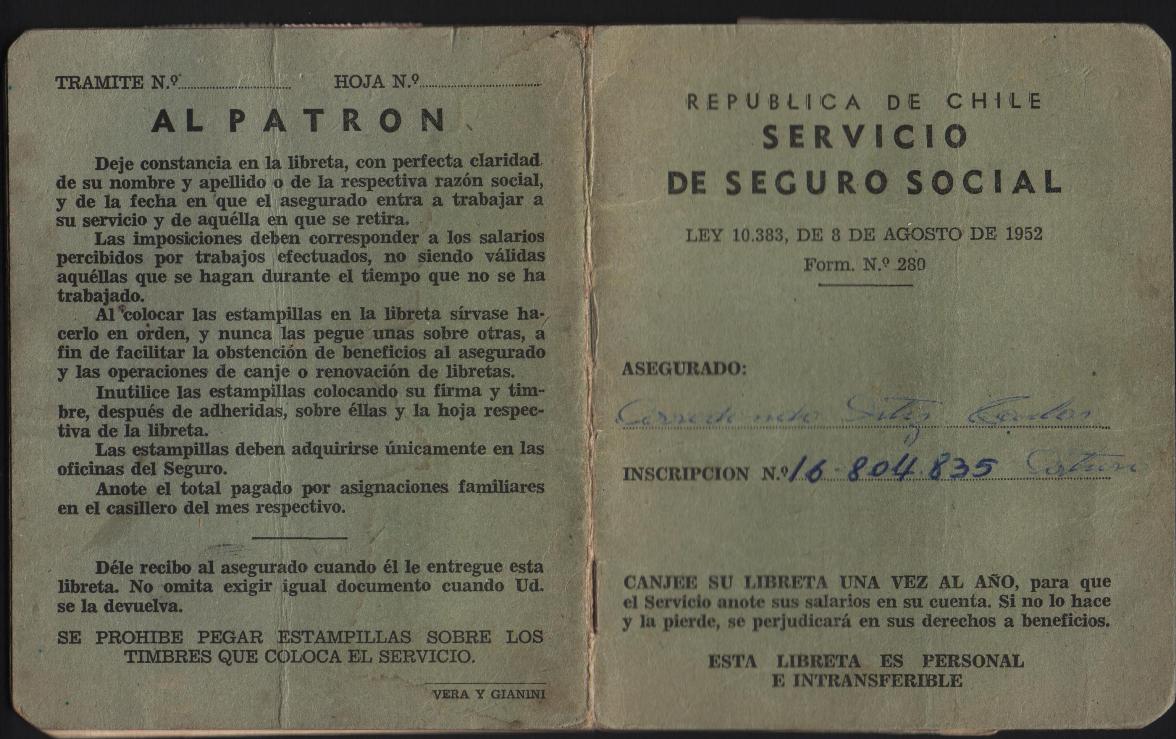 TRAMITE N.º HOJA N.º
AL PATRON
Deje constancia en la libreta, con perfecta claridad
de su nombre y apellido o de la respectiva razón social,
y de la fecha en que el asegurado entra a trabajar a
su servicio y de aquélla en que se retira.
Las imposiciones deben corresponder a los salarios
percibidos por trabajos efectuados, no siendo válidas
aquéllas que se hagan durante el tiempo que no se ha
trabajado.
Al colocar las estampillas en la libreta sírvase ha-
cerlo en orden, y nunca las pegue unas sobre otras, a
fin de facilitar la obstención de beneficios al asegurado
y las operaciones de canje o renovación de libretas.
Inutilice las estampillas colocando su firma y tim-
bre, después de adheridas, sobre éllas y la hoja respec-
tiva de la libreta.
Las estampillas deben adquirirse únicamente en las
oficinas del Seguro.
Anote el total pagado por asignaciones familiares
en el casillero del mes respectivo.
Déle recibo al asegurado cuando él le entregue esta
libreta. No omita exigir igual documento cuando Ud.
se la devuelva.
SE PROHIBE PEGAR ESTAMPILLAS SOBRE LOS
TIMBRES QUE COLOCA EL SERVICIO.
VERA Y GIANINI
REPUBLICA DE CHILE
SERVICIO
DE SEGURO SOCIAL
LEY 10.383, DE 8 DE AGOSTO DE 1952
Form. N.º 280
ASEGURADO:
INSCRIPCION N.º 16-804.835
CANJEE SU LIBRETA UNA VEZ AL AÑO, para que
el Servicio anote sus salarios en su cuenta. Si no lo hace
y la pierde, se perjudicará en sus derechos a beneficios.
ESTA LIBRETA ES PERSONAL
E INTRANSFERIBLE